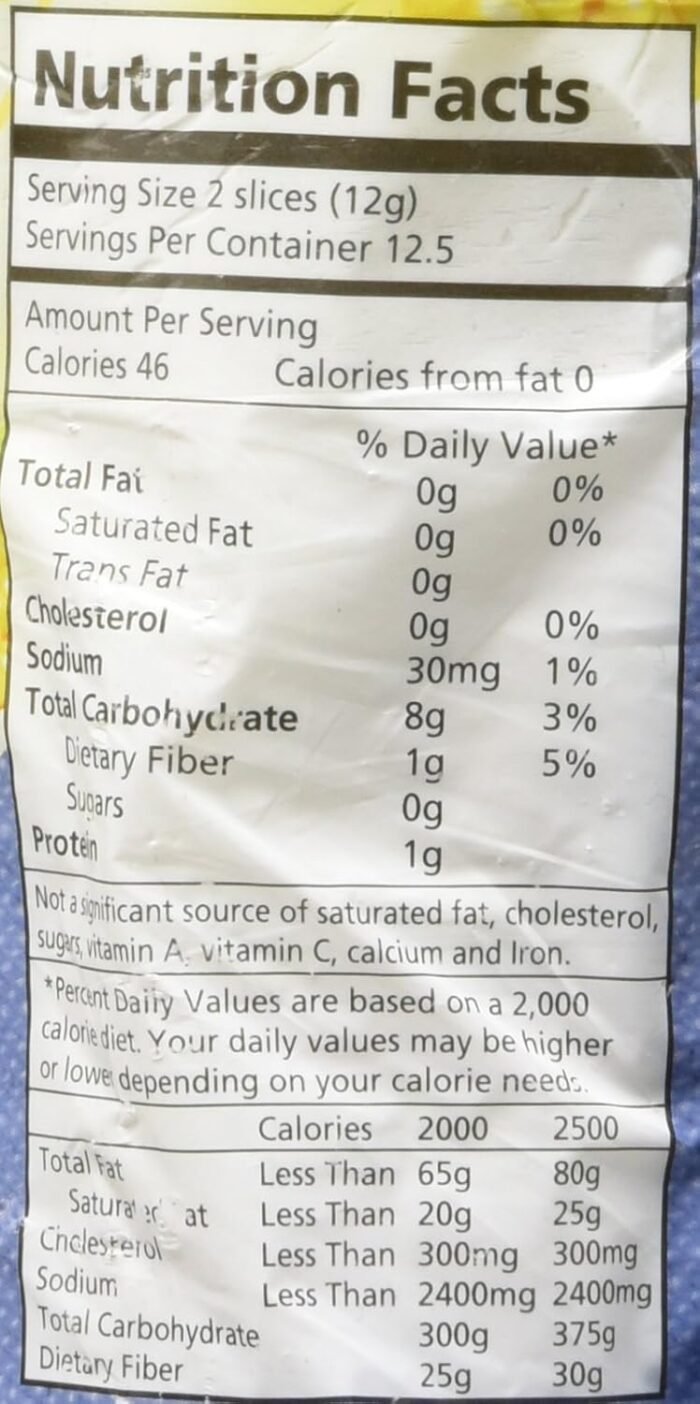 Nutrition Facts
Serving Size 2 slices (12g)
Servings Per Container 12.5
Amount Per Serving
Calories 46 Calories from fat 0
% Daily Value*
Total Fat 0g 0%
Saturated Fat 0g 0%
Trans Fat 0g
Cholesterol 0g 0%
Sodium 30mg 1%
Total Carbohydrate 8g 3%
Dietary Fiber 1g 5%
Sugars 0g
Protein 1g
Not a significant source of saturated fat, cholesterol,
sugars, vitamin A, vitamin C, calcium and Iron.
*Percent Daily Values are based on a 2,000
calorie diet. Your daily values may be higher
or lower depending on your calorie needs.
Calories 2000 2500
Total Fat Less Than 65g 80g
Saturated Fat Less Than 20g 25g
Cholesterol Less Than 300mg 300mg
Sodium Less Than 2400mg 2400mg
Total Carbohydrate 300g 375g
Dietary Fiber 25g 30g